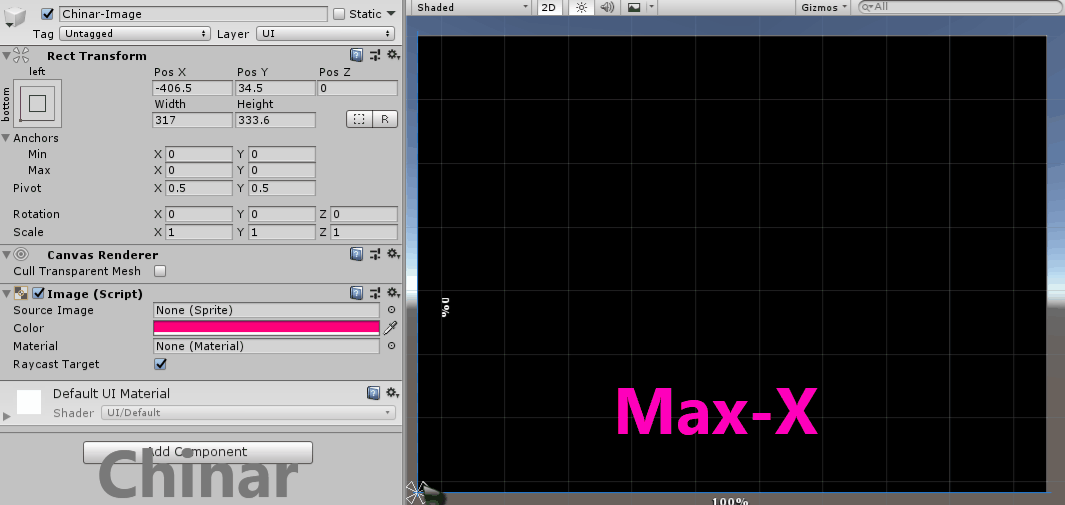 Chinar-Image Static
Tag Untagged Layer UI
Rect Transform
left
bottom
Pos X Pos Y Pos Z
-406.5 34.5 0
Width Height
317 333.6
R
Anchors
Min X 0 Y 0
Max X 0 Y 0
Pivot X 0.5 Y 0.5
Rotation X 0 Y 0 Z 0
Scale X 1 Y 1 Z 1
Canvas Renderer
Cull Transparent Mesh
Image (Script)
Source Image None (Sprite)
Color
Material None (Material)
Raycast Target
Default UI Material
Shader UI/Default
Add Component
Chinar
Shaded 2D Gizmos All
0%
Max-X
100%